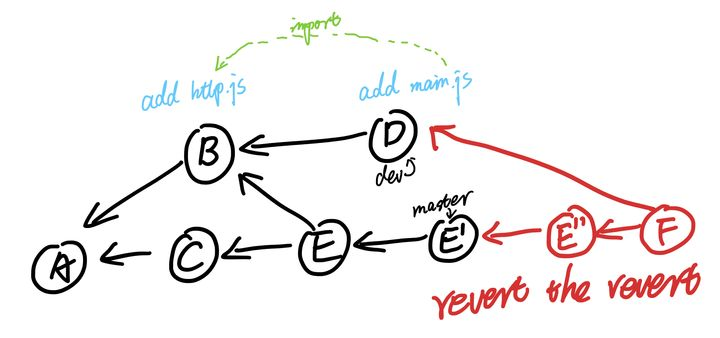 import
add http.js
add main.js
B
D
dev
master
A
C
E
E'
E"
F
revert the revert